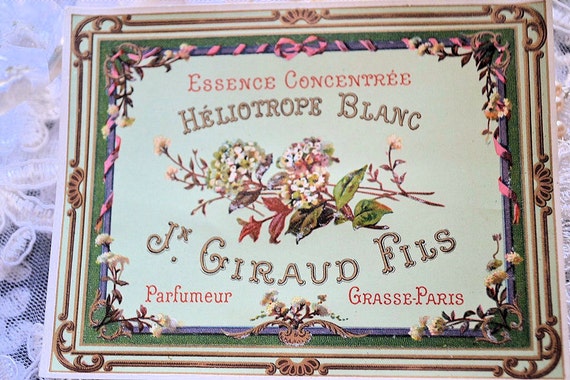 Essence Concentrée
Héliotrope Blanc
Jn. Giraud Fils
Parfumeur Grasse-Paris